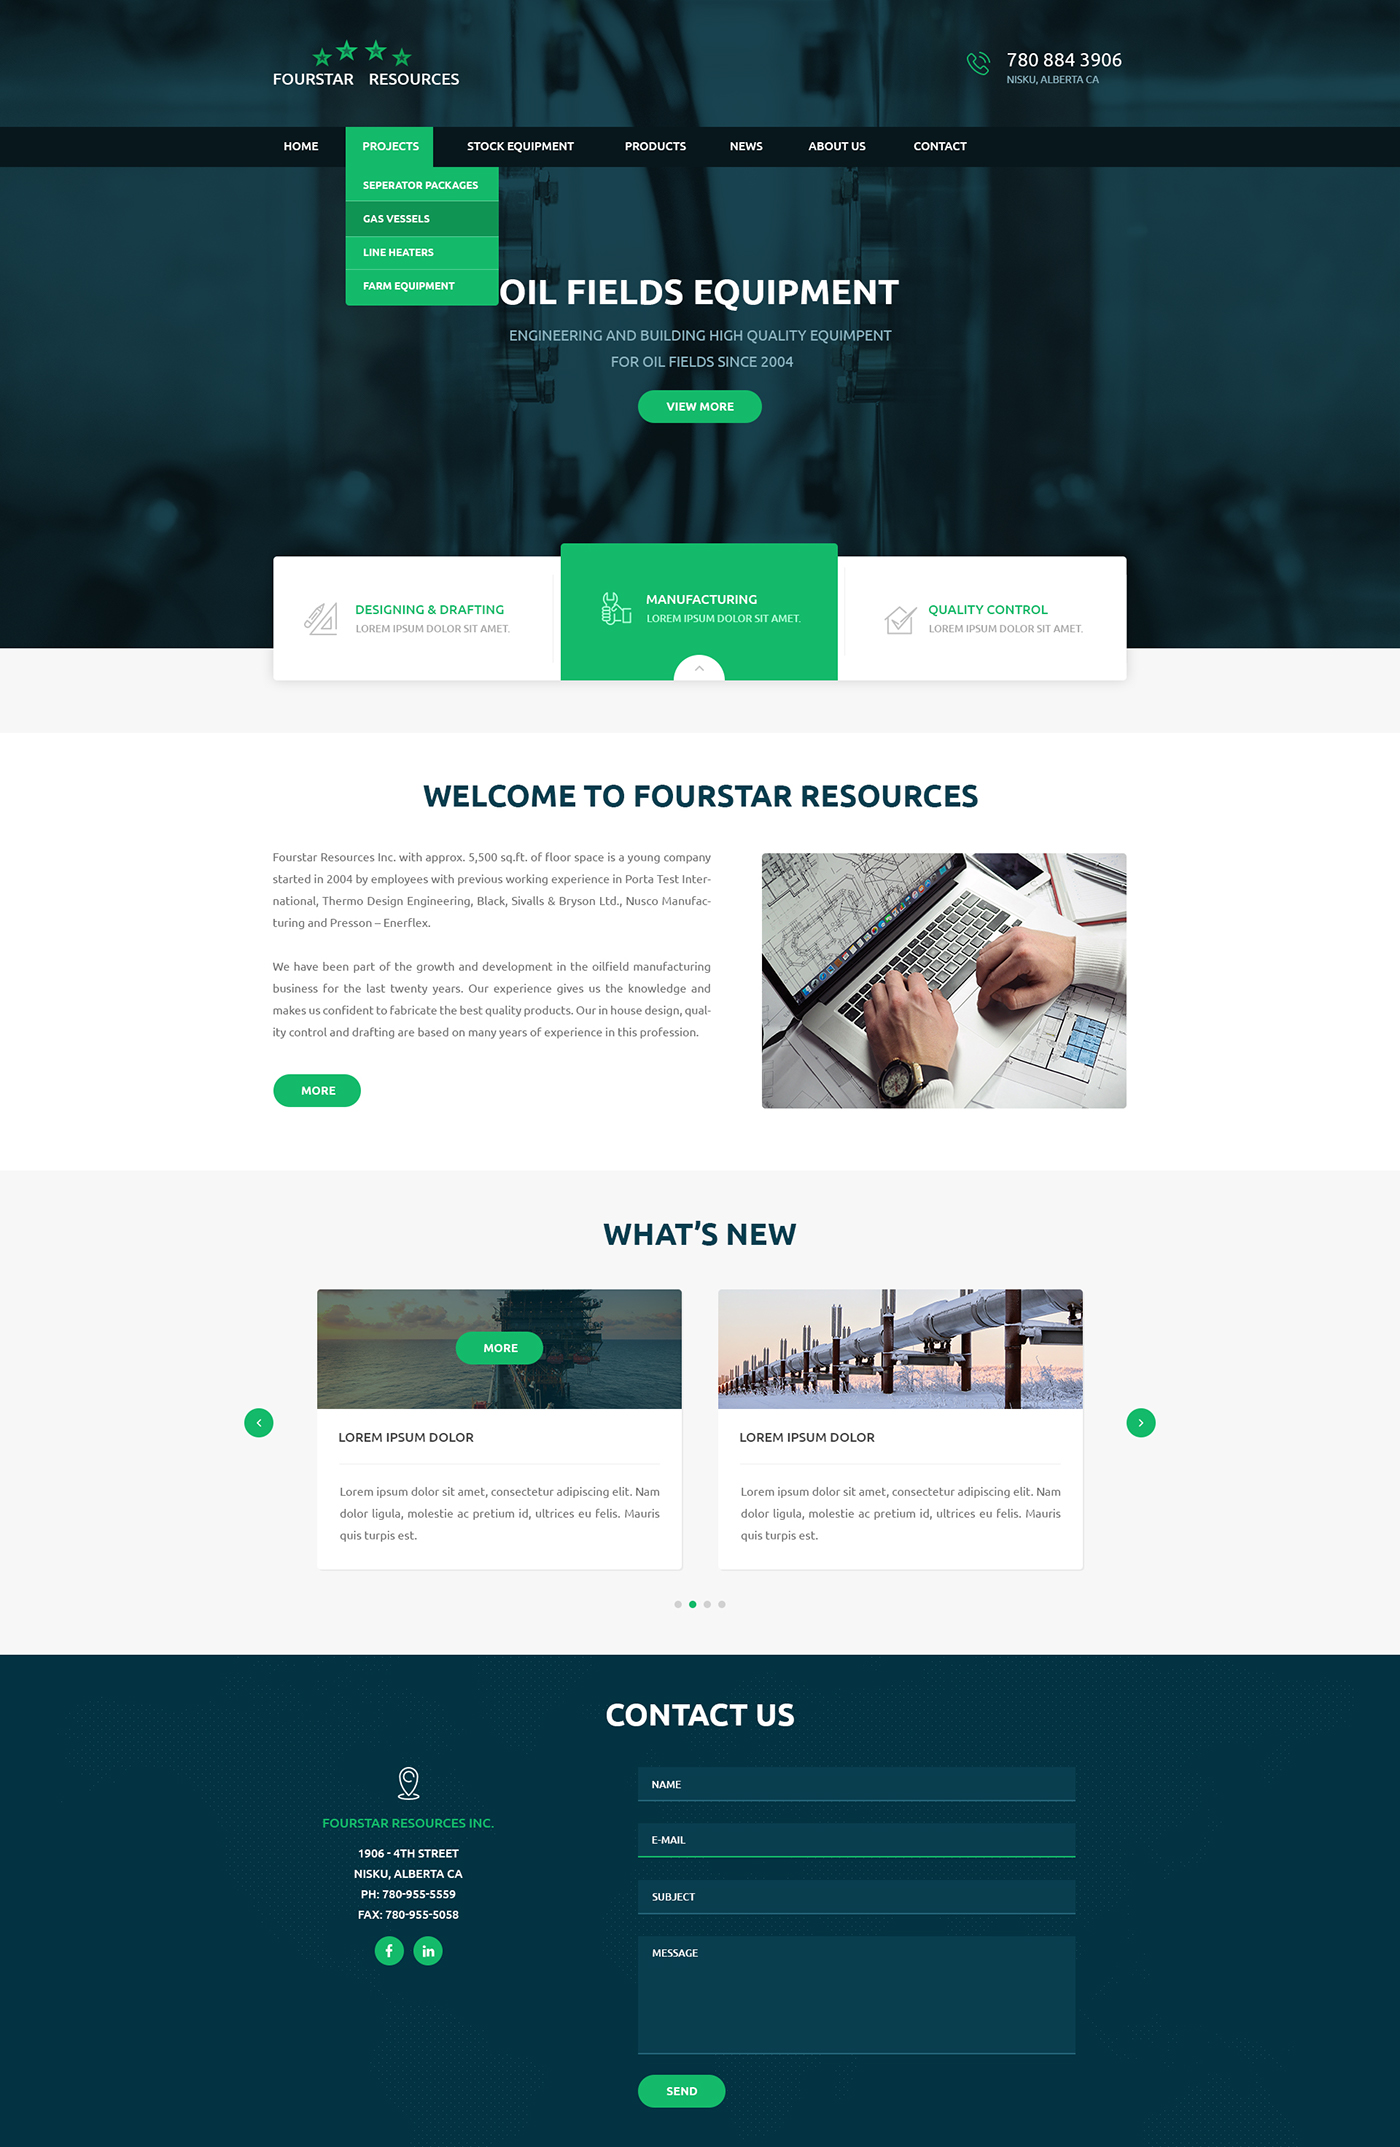 FOURSTAR RESOURCES
780 884 3906
NISKU, ALBERTA CA
HOME PROJECTS STOCK EQUIPMENT PRODUCTS NEWS ABOUT US CONTACT
SEPERATOR PACKAGES
GAS VESSELS
LINE HEATERS
FARM EQUIPMENT
OIL FIELDS EQUIPMENT
ENGINEERING AND BUILDING HIGH QUALITY EQUIMPENT
FOR OIL FIELDS SINCE 2004
VIEW MORE
DESIGNING & DRAFTING
LOREM IPSUM DOLOR SIT AMET.
MANUFACTURING
LOREM IPSUM DOLOR SIT AMET.
QUALITY CONTROL
LOREM IPSUM DOLOR SIT AMET.
WELCOME TO FOURSTAR RESOURCES
Fourstar Resources Inc. with approx. 5,500 sq.ft. of floor space is a young company
started in 2004 by employees with previous working experience in Porta Test Inter-
national, Thermo Design Engineering, Black, Sivalls & Bryson Ltd., Nusco Manufac-
turing and Presson – Enerflex.
We have been part of the growth and development in the oilfield manufacturing
business for the last twenty years. Our experience gives us the knowledge and
makes us confident to fabricate the best quality products. Our in house design, qual-
ity control and drafting are based on many years of experience in this profession.
MORE
WHAT'S NEW
MORE
LOREM IPSUM DOLOR
Lorem ipsum dolor sit amet, consectetur adipiscing elit. Nam
dolor ligula, molestie ac pretium id, ultrices eu felis. Mauris
quis turpis est.
LOREM IPSUM DOLOR
Lorem ipsum dolor sit amet, consectetur adipiscing elit. Nam
dolor ligula, molestie ac pretium id, ultrices eu felis. Mauris
quis turpis est.
CONTACT US
FOURSTAR RESOURCES INC.
1906 - 4TH STREET
NISKU, ALBERTA CA
PH: 780-955-5559
FAX: 780-955-5058
f in
NAME
E-MAIL
SUBJECT
MESSAGE
SEND